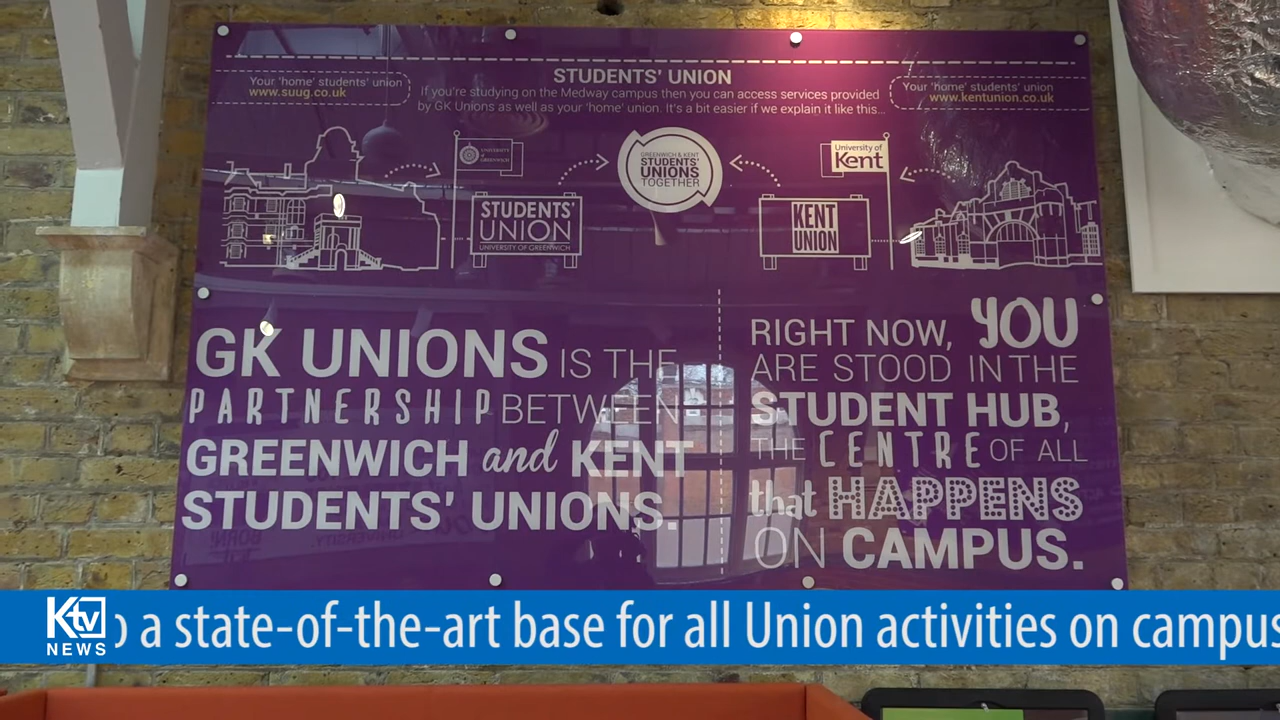 STUDENTS' UNION
Your 'home' students' union
www.suug.co.uk
If you're studying on the Medway campus then you can access services provided
by GK Unions as well as your 'home' union. It's a bit easier if we explain it like this...
Your 'home' students' union
www.kentunion.co.uk
UNIVERSITY
of GREENWICH
GREENWICH & KENT
STUDENTS'
UNIONS
TOGETHER
University of
Kent
STUDENTS'
UNION
UNIVERSITY OF GREENWICH
KENT
UNION
GK UNIONS IS THE
PARTNERSHIP BETWEEN
GREENWICH and KENT
STUDENTS' UNIONS.
RIGHT NOW, YOU
ARE STOOD IN THE
STUDENT HUB,
THE CENTRE OF ALL
that HAPPENS
ON CAMPUS.
Ktv
NEWS
a state-of-the-art base for all Union activities on campus